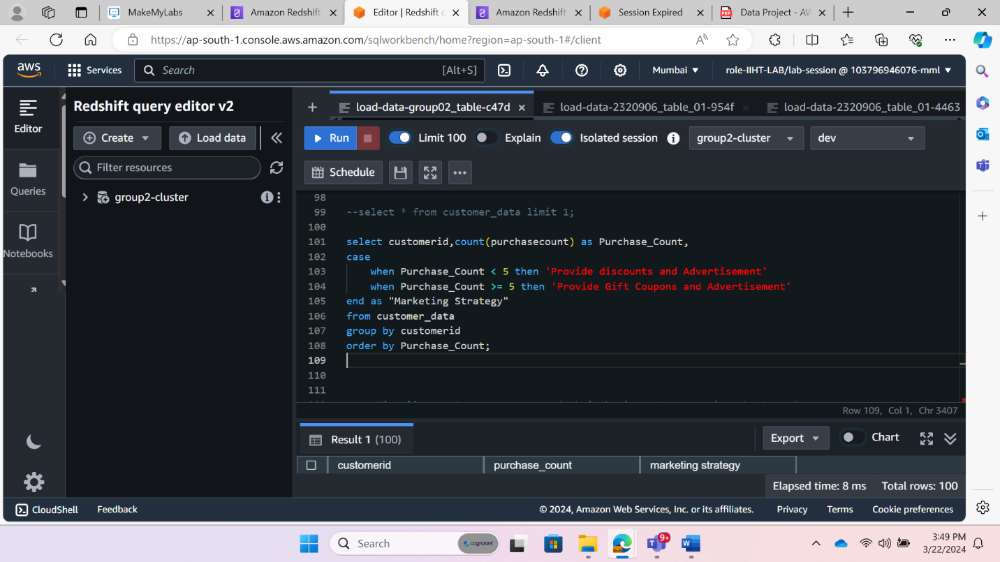 MakeMyLabs
Amazon Redshift
Editor | Redshift
Amazon Redshift
Session Expired
PDF
Data Project - AW
https://ap-south-1.console.aws.amazon.com/sqlworkbench/home?region=ap-south-1#/client
aws
Services
Search
[Alt+S]
Mumbai
role-IIHT-LAB/lab-session @ 103796946076-mml
Editor
Queries
Notebooks
Redshift query editor v2
Create
Load data
Filter resources
group2-cluster
load-data-group02_table-c47d
load-data-2320906_table_01-954f
load-data-2320906_table_01-4463
Run
Limit 100
Explain
Isolated session
group2-cluster
dev
Schedule
98
99 --select * from customer_data limit 1;
100
101 select customerid,count(purchasecount) as Purchase_Count,
102 case
103 when Purchase_Count < 5 then 'Provide discounts and Advertisement'
104 when Purchase_Count >= 5 then 'Provide Gift Coupons and Advertisement'
105 end as "Marketing Strategy"
106 from customer_data
107 group by customerid
108 order by Purchase_Count;
109
110
111
Row 109, Col 1, Chr 3407
Result 1 (100)
Export
Chart
customerid
purchase_count
marketing strategy
Elapsed time: 8 ms
Total rows: 100
CloudShell
Feedback
© 2024, Amazon Web Services, Inc. or its affiliates.
Privacy
Terms
Cookie preferences
Search
cognizant
9+
3:49 PM
3/22/2024